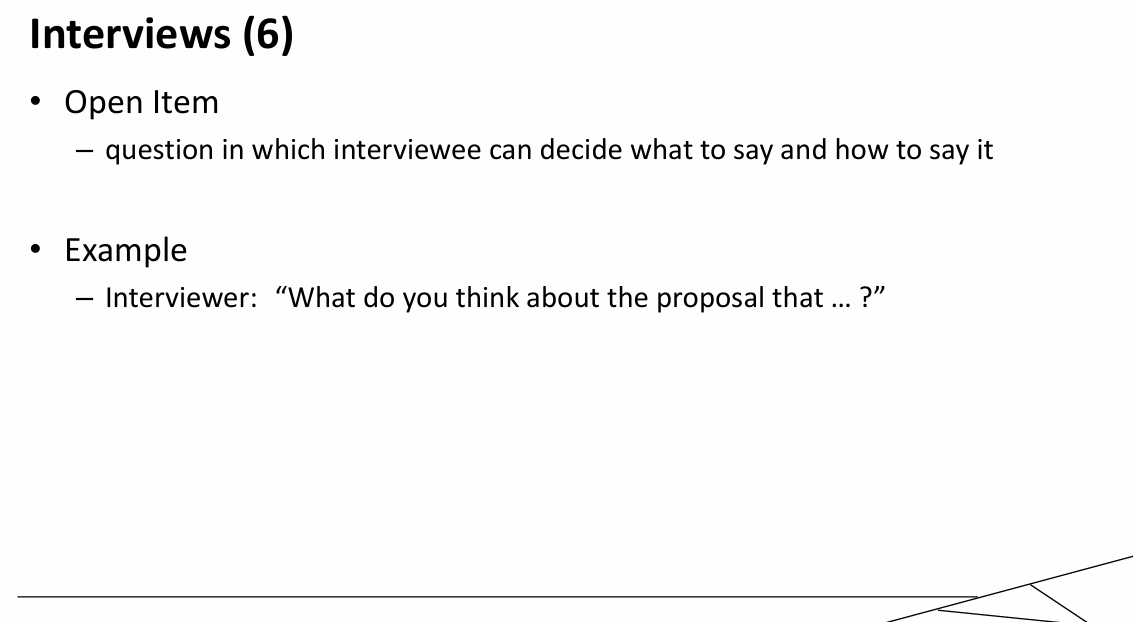 Interviews (6)
• Open Item
– question in which interviewee can decide what to say and how to say it
• Example
– Interviewer: “What do you think about the proposal that … ?”